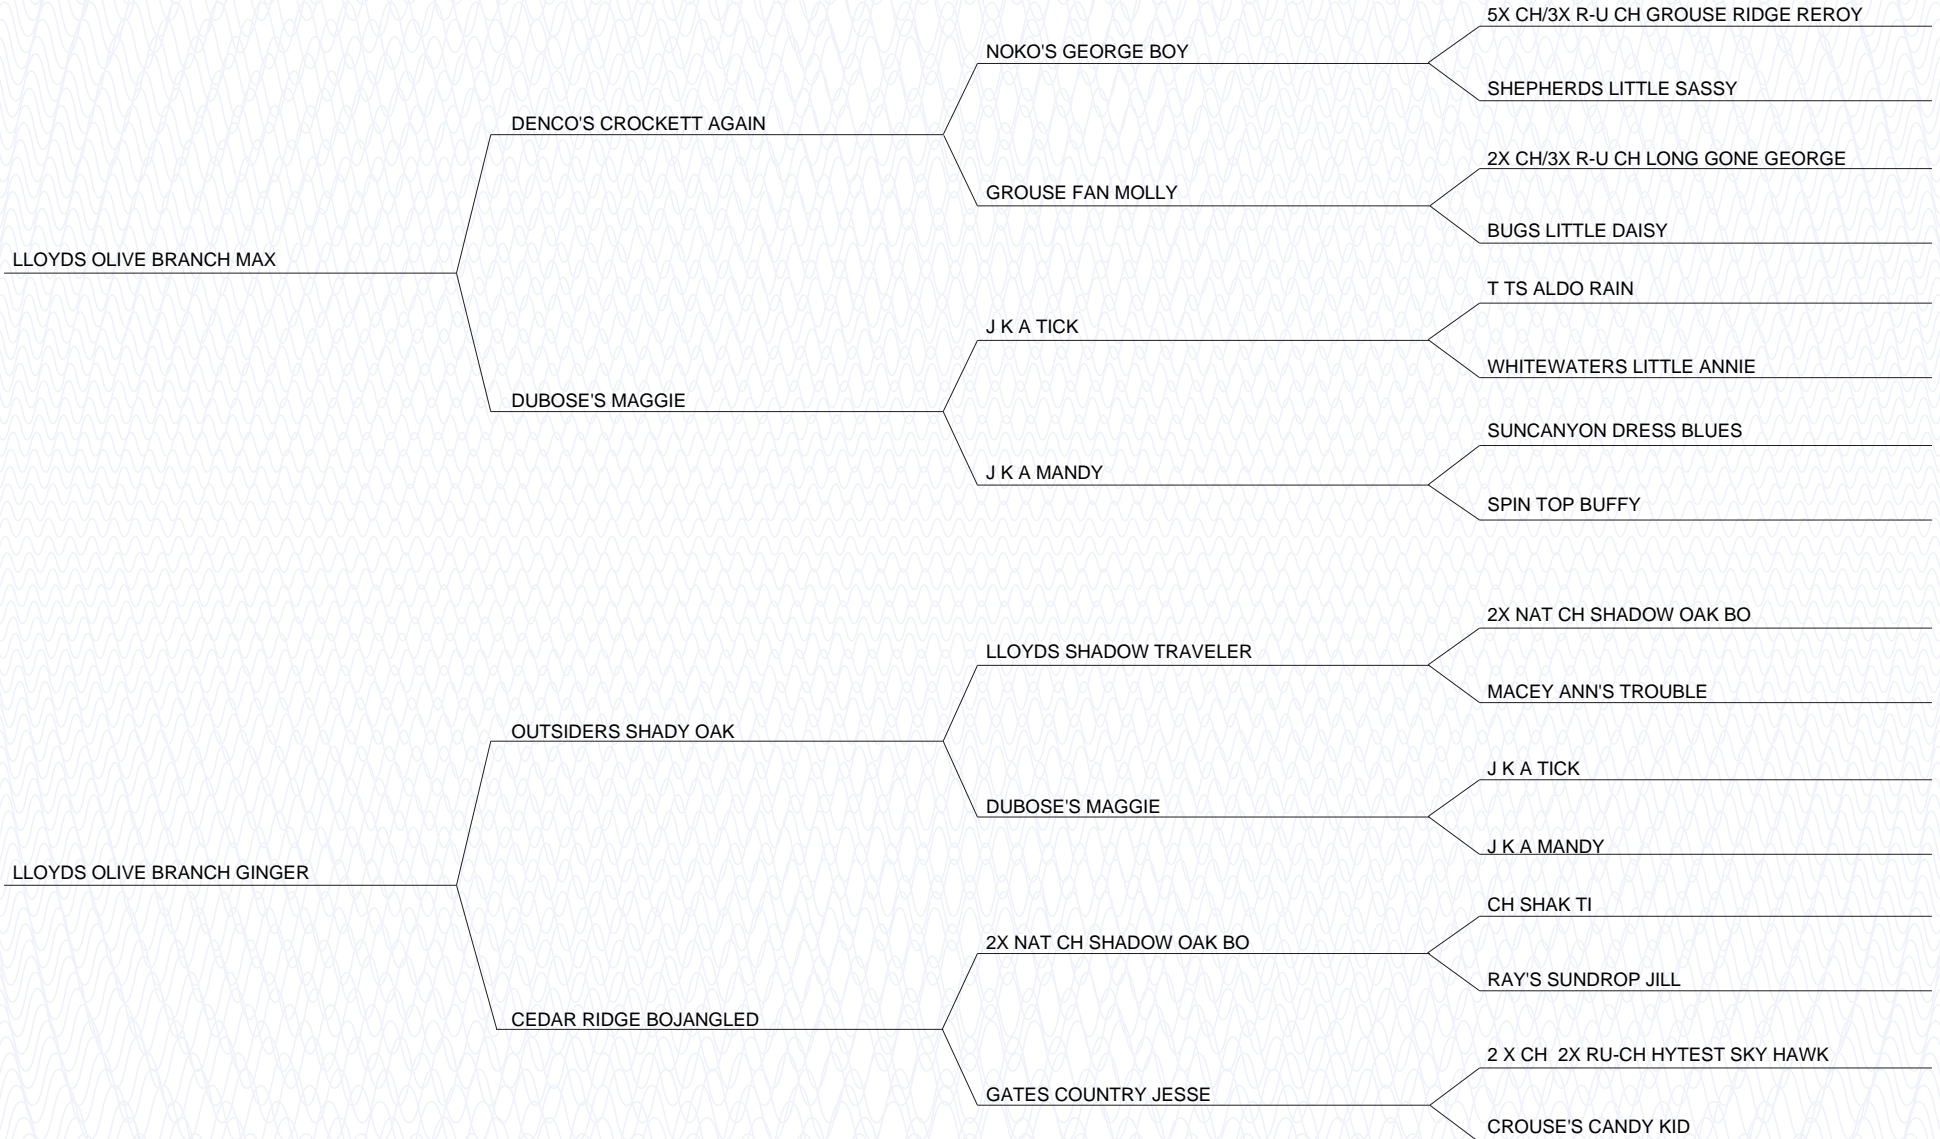 5X CH/3X R-U CH GROUSE RIDGE REROY
NOKO'S GEORGE BOY
SHEPHERDS LITTLE SASSY
DENCO'S CROCKETT AGAIN
2X CH/3X R-U CH LONG GONE GEORGE
GROUSE FAN MOLLY
BUGS LITTLE DAISY
LLOYDS OLIVE BRANCH MAX
T TS ALDO RAIN
J K A TICK
WHITEWATERS LITTLE ANNIE
DUBOSE'S MAGGIE
SUNCANYON DRESS BLUES
J K A MANDY
SPIN TOP BUFFY
2X NAT CH SHADOW OAK BO
LLOYDS SHADOW TRAVELER
MACEY ANN'S TROUBLE
OUTSIDERS SHADY OAK
J K A TICK
DUBOSE'S MAGGIE
J K A MANDY
LLOYDS OLIVE BRANCH GINGER
CH SHAK TI
2X NAT CH SHADOW OAK BO
RAY'S SUNDROP JILL
CEDAR RIDGE BOJANGLED
2 X CH  2X RU-CH HYTEST SKY HAWK
GATES COUNTRY JESSE
CROUSE'S CANDY KID